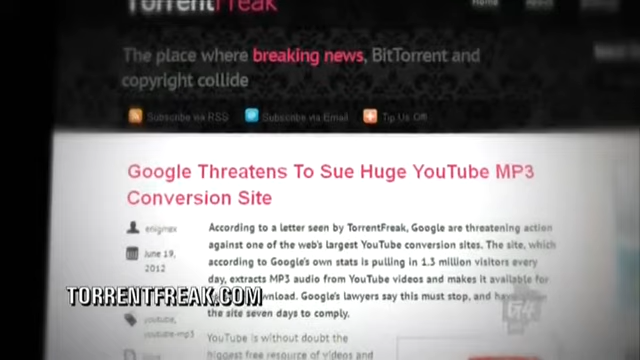 TorrentFreak
Home About
The place where breaking news, BitTorrent and
copyright collide
Subscribe via RSS Subscribe via Email Tip Us Off
Google Threatens To Sue Huge YouTube MP3
Conversion Site
enigmax
June 19,
2012
According to a letter seen by TorrentFreak, Google are threatening action
against one of the web's largest YouTube conversion sites. The site, which
according to Google's own stats is pulling in 1.3 million visitors every
day, extracts MP3 audio from YouTube videos and makes it available for
download. Google's lawyers say this must stop, and have
the site seven days to comply.
TORRENTFREAK.COM
G4
youtube,
youtube-mp3
YouTube is without doubt the
biggest free resource of videos and